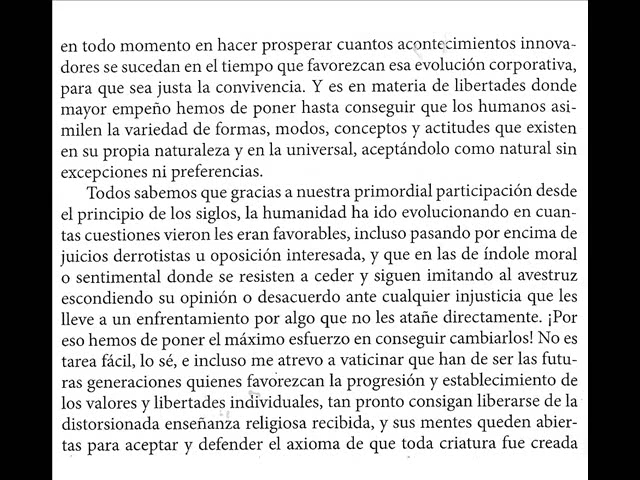 en todo momento en hacer prosperar cuantos acontecimientos innova-
dores se sucedan en el tiempo que favorezcan esa evolución corporativa,
para que sea justa la convivencia. Y es en materia de libertades donde
mayor empeño hemos de poner hasta conseguir que los humanos asi-
milen la variedad de formas, modos, conceptos y actitudes que existen
en su propia naturaleza y en la universal, aceptándolo como natural sin
excepciones ni preferencias.
Todos sabemos que gracias a nuestra primordial participación desde
el principio de los siglos, la humanidad ha ido evolucionando en cuan-
tas cuestiones vieron les eran favorables, incluso pasando por encima de
juicios derrotistas u oposición interesada, y que en las de índole moral
o sentimental donde se resisten a ceder y siguen imitando al avestruz
escondiendo su opinión o desacuerdo ante cualquier injusticia que les
lleve a un enfrentamiento por algo que no les atañe directamente. ¡Por
eso hemos de poner el máximo esfuerzo en conseguir cambiarlos! No es
tarea fácil, lo sé, e incluso me atrevo a vaticinar que han de ser las futu-
ras generaciones quienes favorezcan la progresión y establecimiento de
los valores y libertades individuales, tan pronto consigan liberarse de la
distorsionada enseñanza religiosa recibida, y sus mentes queden abier-
tas para aceptar y defender el axioma de que toda criatura fue creada